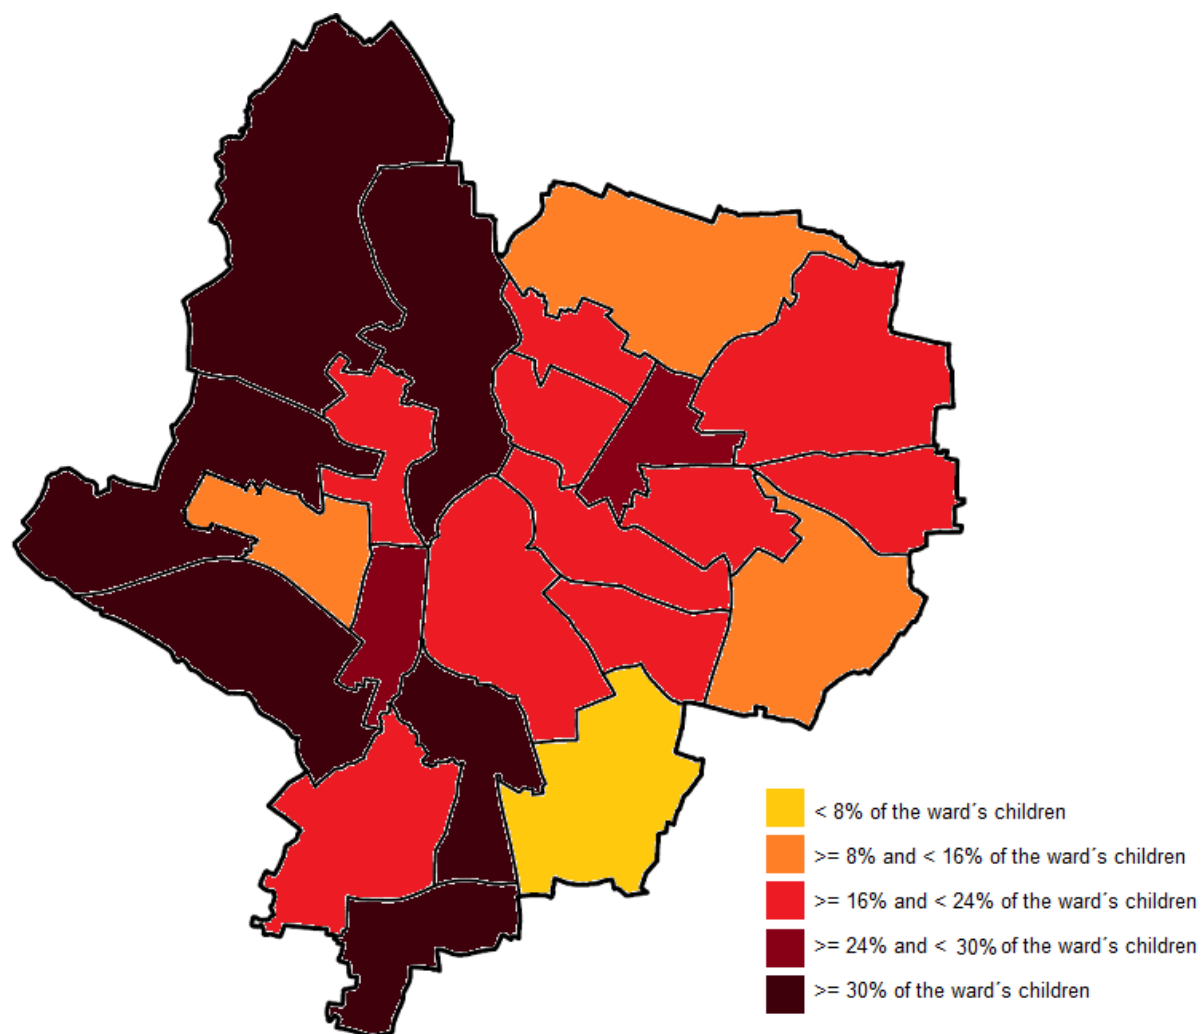 < 8% of the ward´s children
>= 8% and < 16% of the ward´s children
>= 16% and < 24% of the ward´s children
>= 24% and < 30% of the ward´s children
>= 30% of the ward´s children